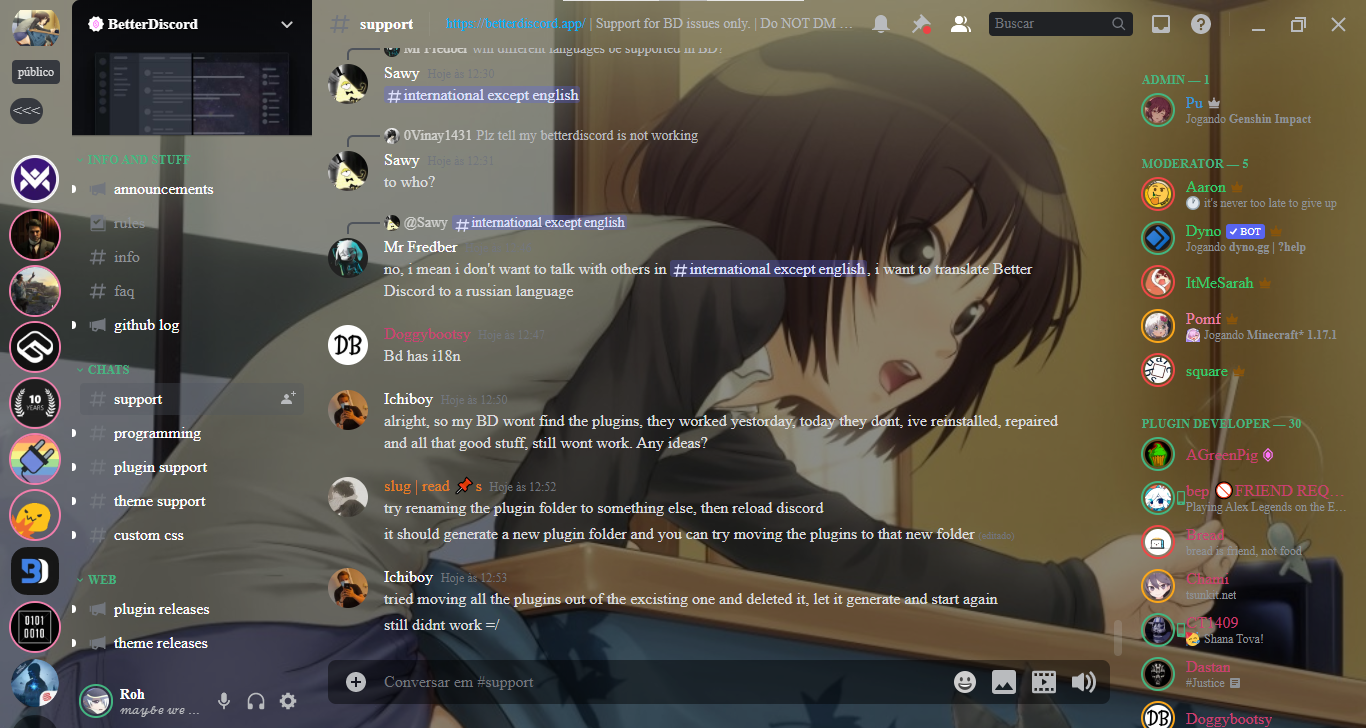 público
<<<
BetterDiscord
INFO AND STUFF
announcements
rules
info
faq
github log
CHATS
support
programming
plugin support
theme support
custom css
WEB
plugin releases
theme releases
10
YEARS
0101
0010
Roh
maybe we ...
support
https://betterdiscord.app/ | Support for BD issues only. | Do NOT DM ...
Buscar
Mr Fredber will different languages be supported in BD?
Sawy Hoje às 12:30
#international except english
0Vinay1431 Plz tell my betterdiscord is not working
Sawy Hoje às 12:31
to who?
@Sawy #international except english
Mr Fredber
no, i mean i don't want to talk with others in #international except english, i want to translate Better
Discord to a russian language
DB
Doggybootsy Hoje às 12:47
Bd has i18n
Ichiboy Hoje às 12:50
alright, so my BD wont find the plugins, they worked yestorday, today they dont, ive reinstalled, repaired
and all that good stuff, still wont work. Any ideas?
slug | read 📌 s Hoje às 12:52
try renaming the plugin folder to something else, then reload discord
it should generate a new plugin folder and you can try moving the plugins to that new folder (editado)
Ichiboy Hoje às 12:53
tried moving all the plugins out of the excisting one and deleted it, let it generate and start again
still didnt work =/
Conversar em #support
ADMIN — 1
Pu
Jogando Genshin Impact
MODERATOR — 5
Aaron
🕐 it's never too late to give up
Dyno ✓ BOT
Jogando dyno.gg | ?help
ItMeSarah
Pomf
Jogando Minecraft* 1.17.1
square
PLUGIN DEVELOPER — 30
AGreenPig
bep 🚫 FRIEND REQ...
Playing Alex Legends on the E...
Bread
bread is friend, not food
tsunkit.net
1409
Shana Tova!
Dastan
#Justice
DB
Doggybootsy